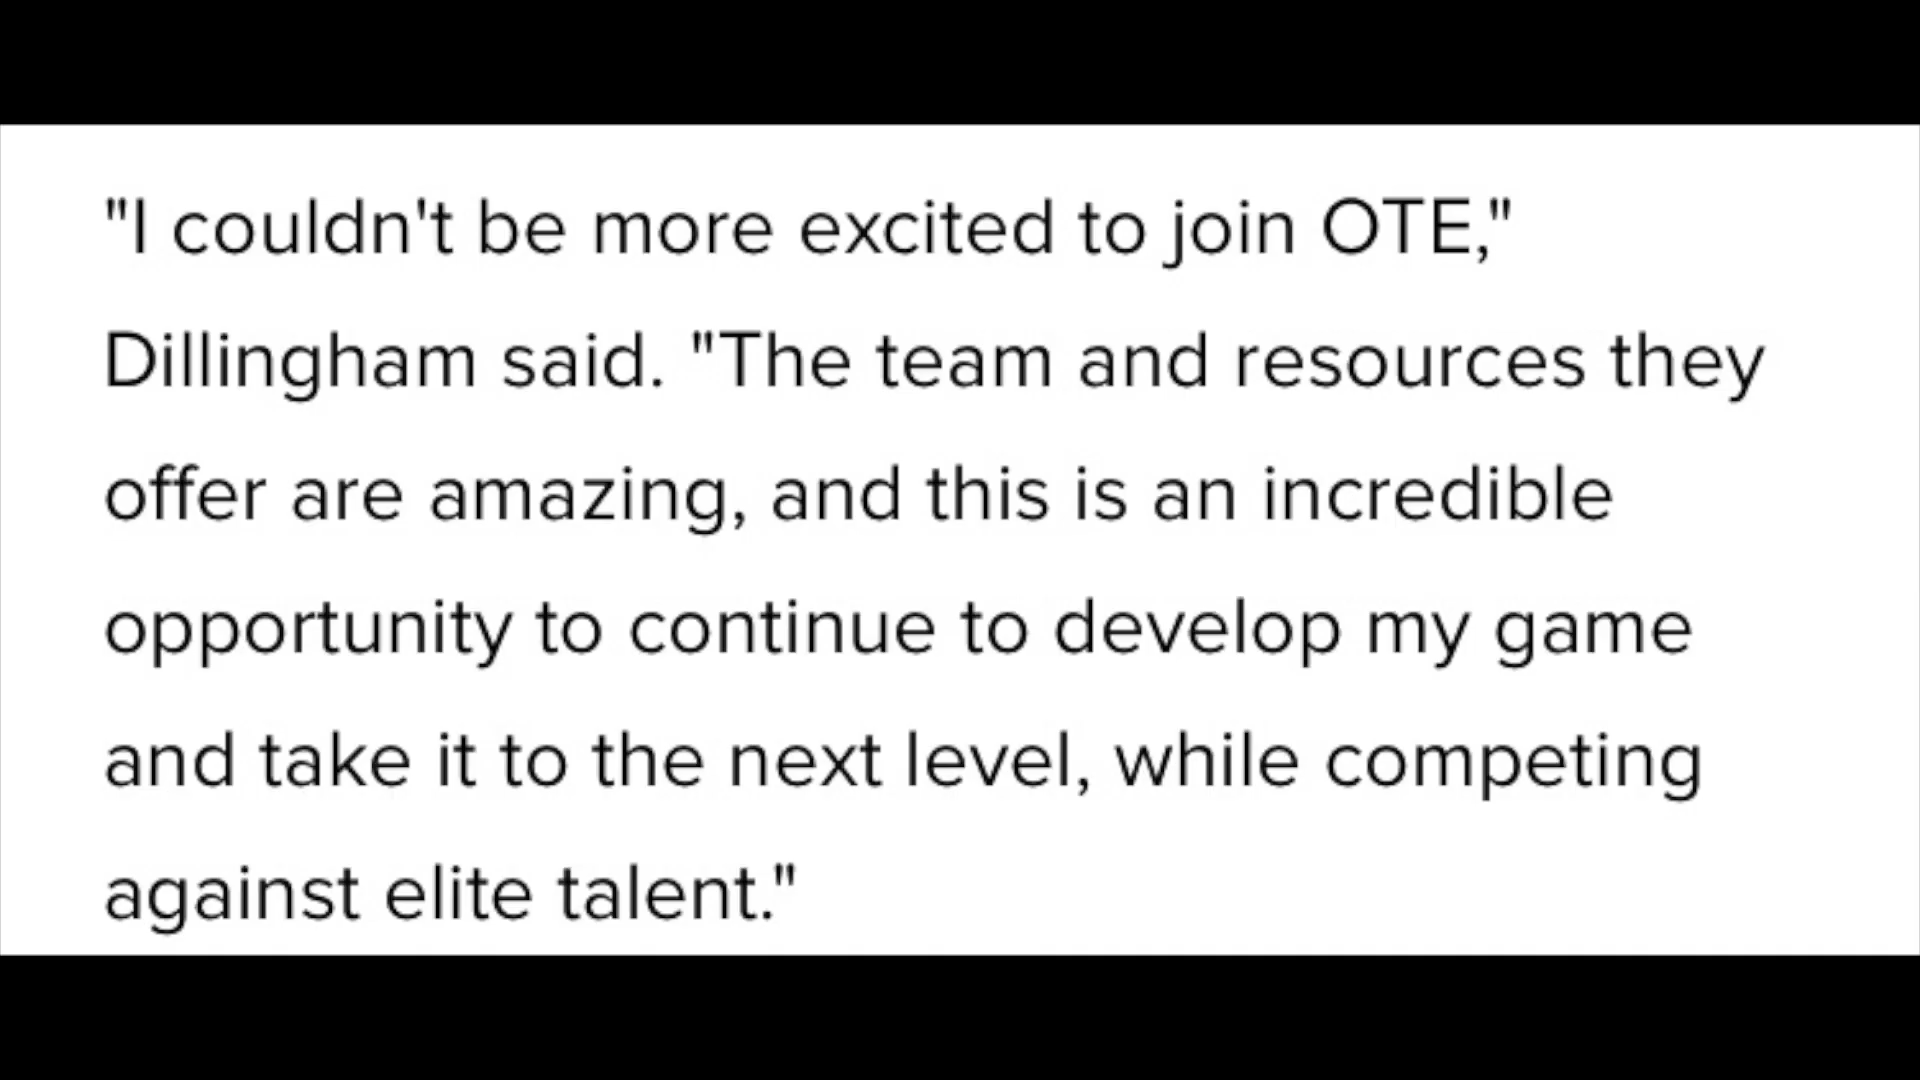 "I couldn't be more excited to join OTE,"
Dillingham said. "The team and resources they
offer are amazing, and this is an incredible
opportunity to continue to develop my game
and take it to the next level, while competing
against elite talent."